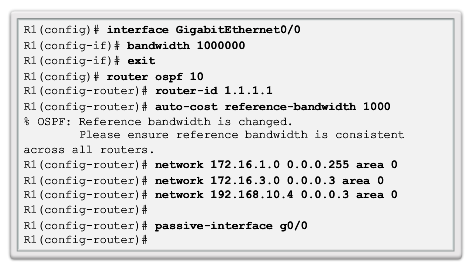 R1(config)# interface GigabitEthernet0/0
R1(config-if)# bandwidth 1000000
R1(config-if)# exit
R1(config)# router ospf 10
R1(config-router)# router-id 1.1.1.1
R1(config-router)# auto-cost reference-bandwidth 1000
% OSPF: Reference bandwidth is changed.
Please ensure reference bandwidth is consistent
across all routers.
R1(config-router)# network 172.16.1.0 0.0.0.255 area 0
R1(config-router)# network 172.16.3.0 0.0.0.3 area 0
R1(config-router)# network 192.168.10.4 0.0.0.3 area 0
R1(config-router)#
R1(config-router)# passive-interface g0/0
R1(config-router)#